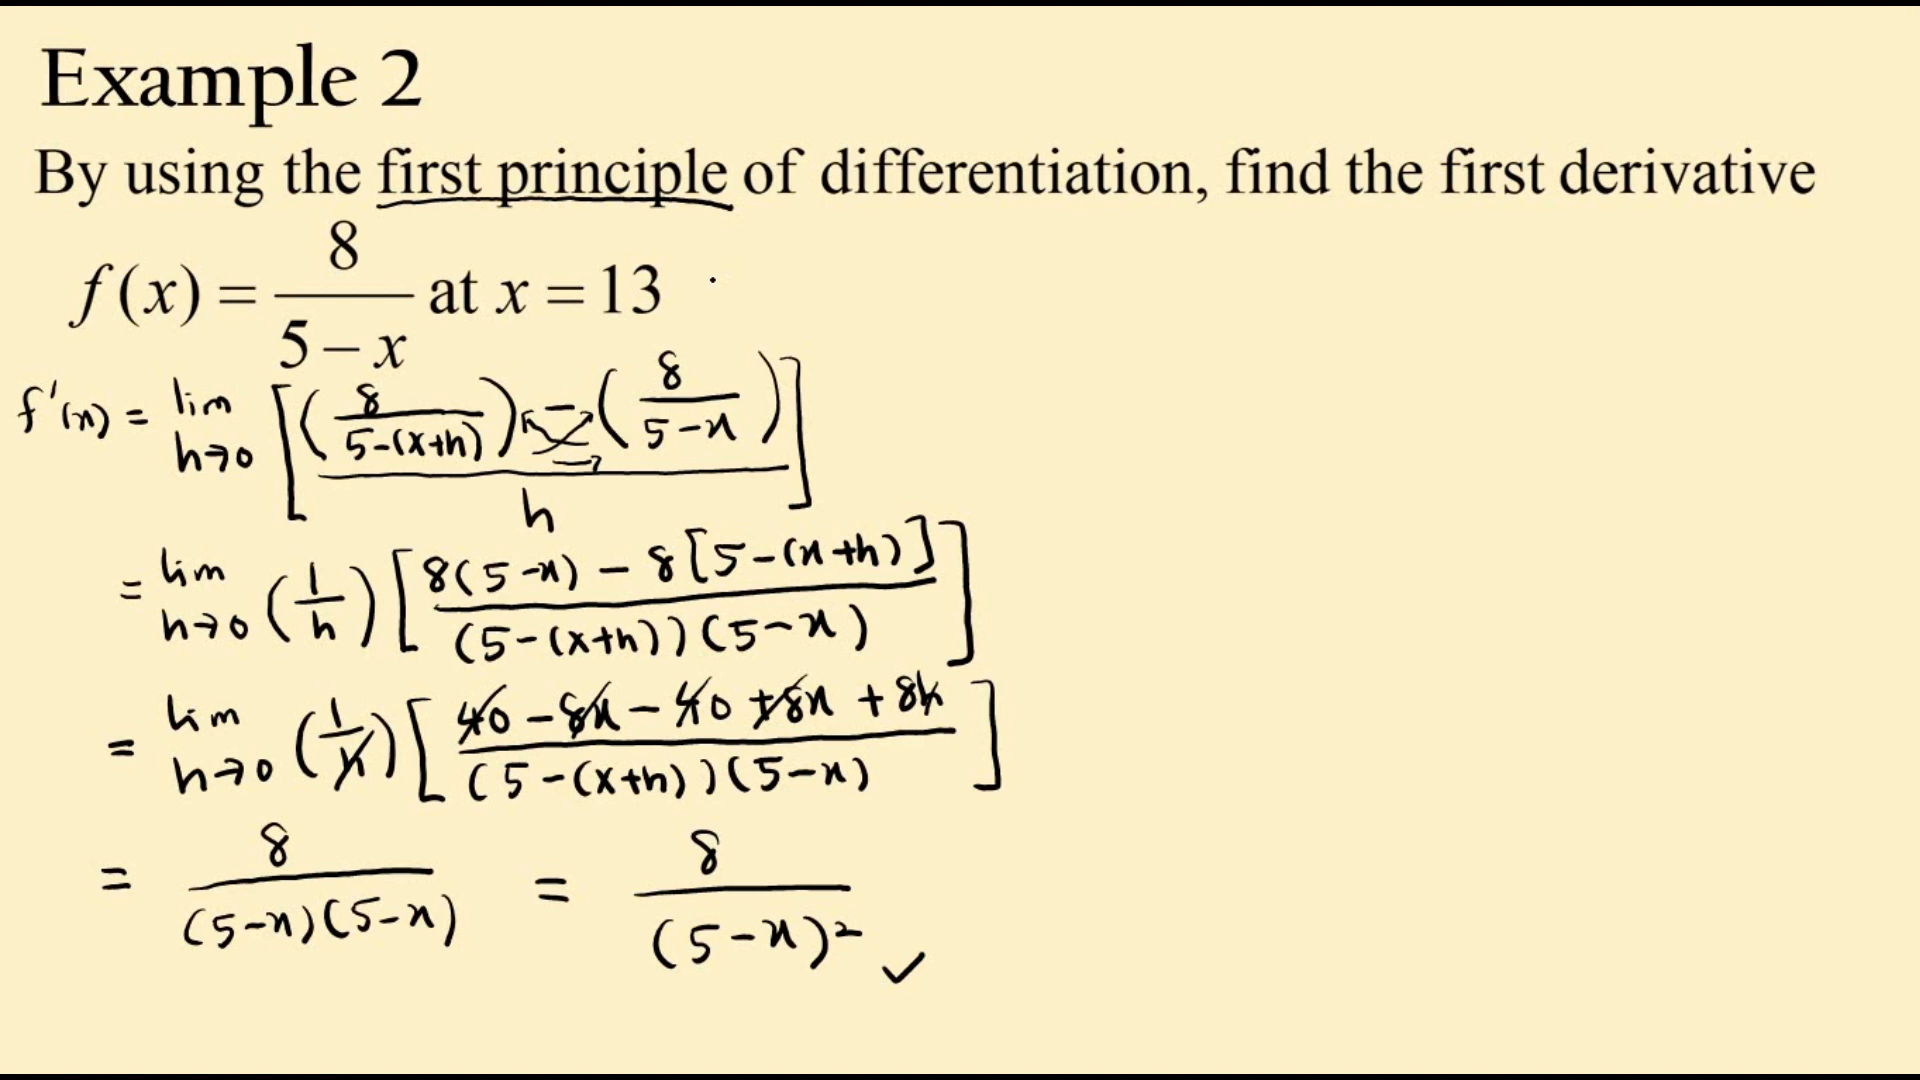 Example 2
By using the first principle of differentiation, find the first derivative
f(x) = 8/(5 − x) at x = 13
f'(x) = lim h→0 [((8/(5-(x+h))) − (8/(5-x)))/h]
= lim h→0 (1/h) [(8(5-x) − 8[5-(x+h)])/((5-(x+h))(5-x))]
= lim h→0 (1/h) [(40 − 8x − 40 + 8x + 8h)/((5-(x+h))(5-x))]
= 8/((5-x)(5-x)) = 8/(5-x)² ✓